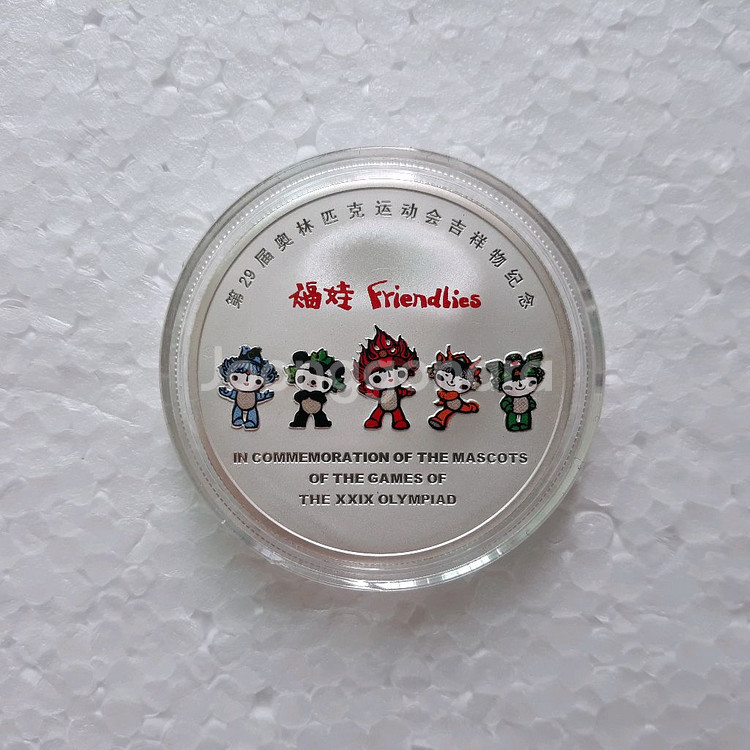 第29届奥林匹克运动会吉祥物纪念
福娃 Friendlies
Joonggonara
IN COMMEMORATION OF THE MASCOTS
OF THE GAMES OF
THE XXIX OLYMPIAD